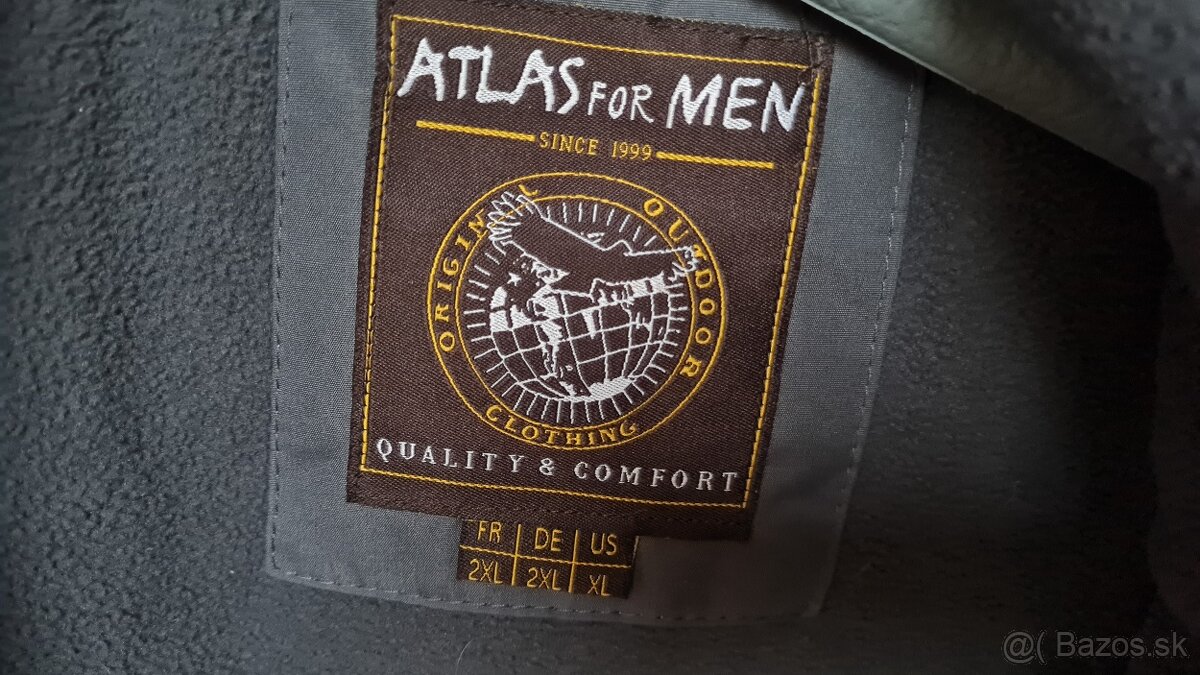 ATLAS FOR MEN
SINCE 1999
ORIGINAL OUTDOOR
CLOTHING
QUALITY & COMFORT
FR | DE | US
2XL | 2XL | XL
@( Bazos.sk